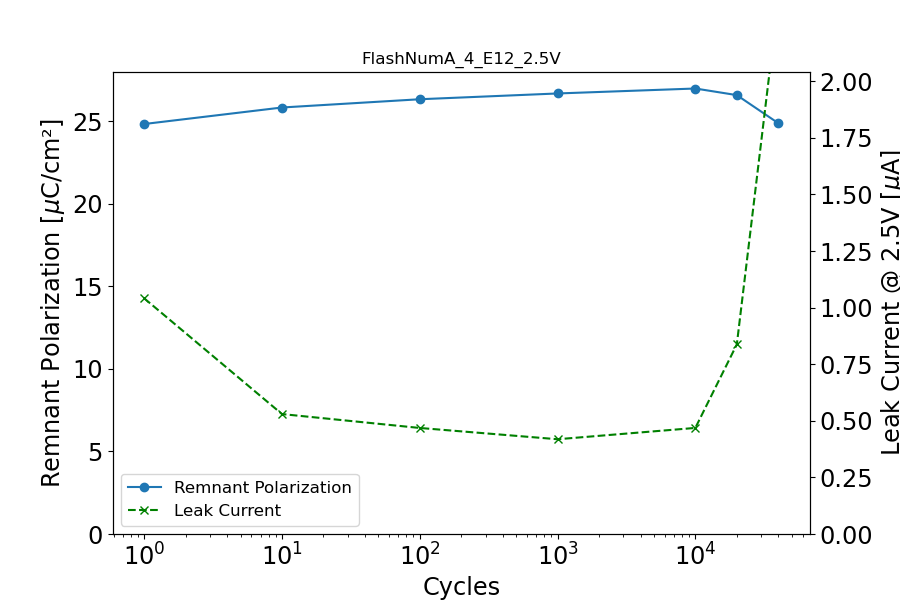 FlashNumA_4_E12_2.5V
Remnant Polarization [μC/cm²]
25
20
15
10
5
0
2.00
1.75
1.50
1.25
1.00
0.75
0.50
0.25
0.00
Leak Current @ 2.5V [μA]
Remnant Polarization
Leak Current
10⁰ 10¹ 10² 10³ 10⁴
Cycles